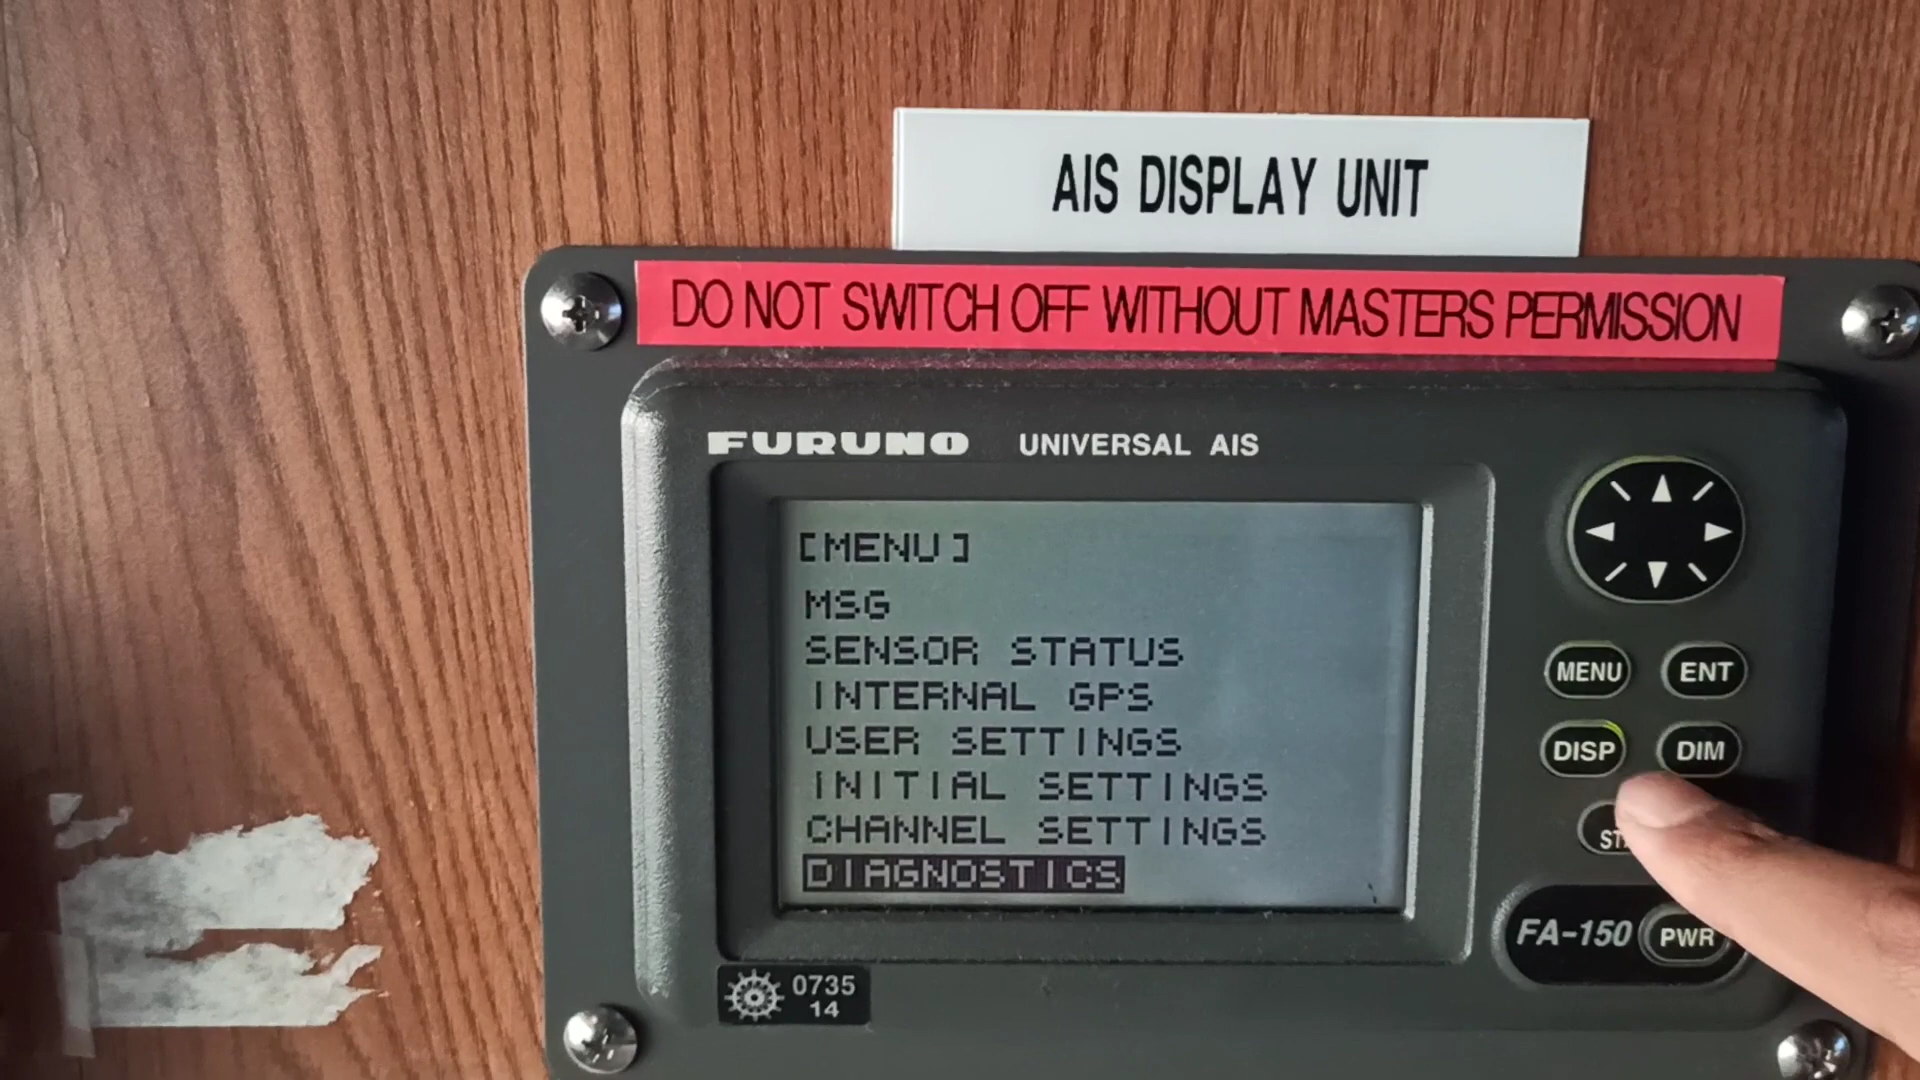 AIS DISPLAY UNIT
DO NOT SWITCH OFF WITHOUT MASTERS PERMISSION
FURUNO UNIVERSAL AIS
[MENU]
MSG
SENSOR STATUS
INTERNAL GPS
USER SETTINGS
INITIAL SETTINGS
CHANNEL SETTINGS
DIAGNOSTICS
MENU ENT
DISP DIM
FA-150 PWR
0735
14